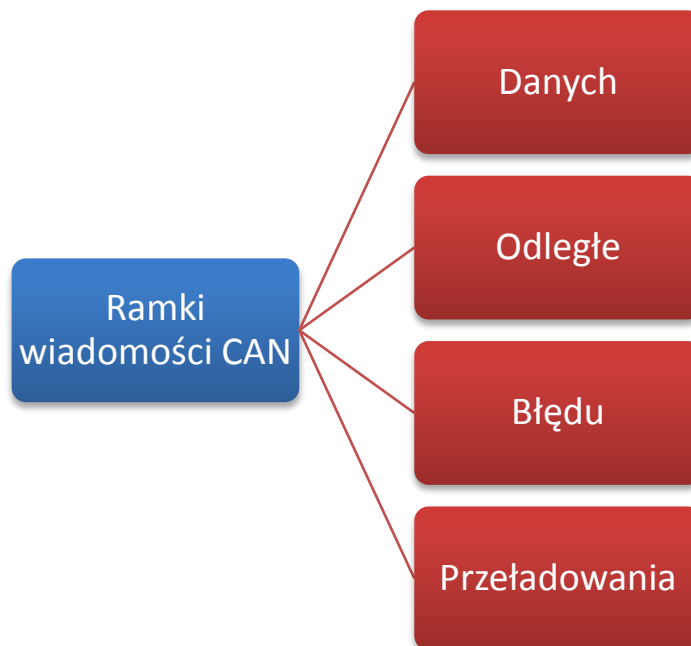 Danych
Odległe
Ramki
wiadomości CAN
Błędu
Przeładowania